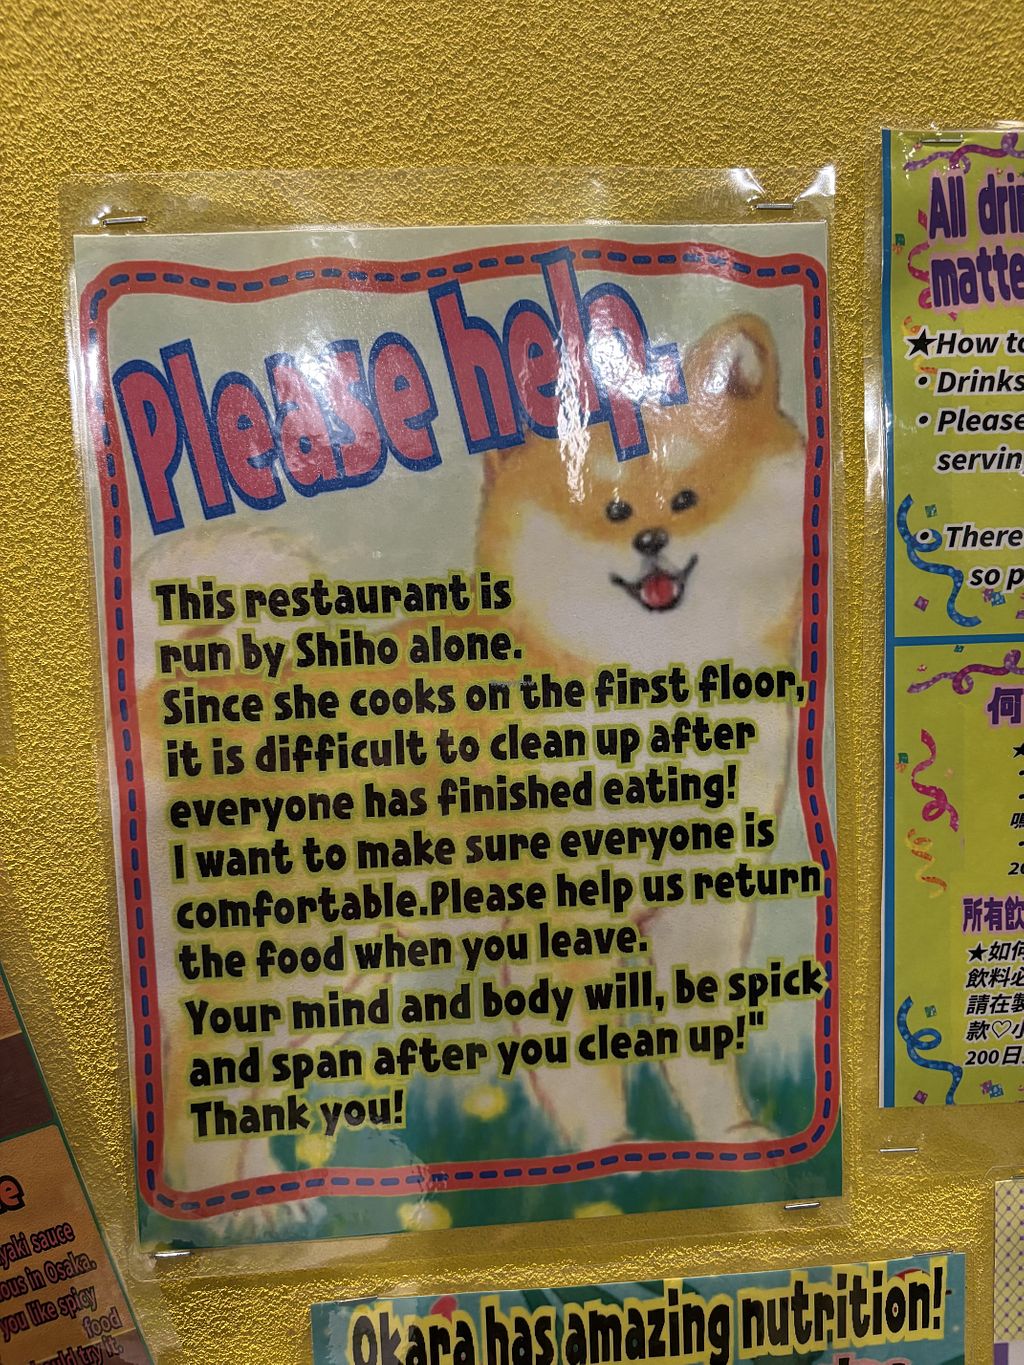 Please help.
This restaurant is
run by Shiho alone.
Since she cooks on the first floor,
it is difficult to clean up after
everyone has finished eating!
I want to make sure everyone is
comfortable.Please help us return
the food when you leave.
Your mind and body will, be spick
and span after you clean up!"
Thank you!
All
matte
★How to
• Drinks
• Please
servin
• There
so p
何
所有飲
★如何
飲料必
請在製
款♡小
200日
yaki sauce
ous in Osaka.
you like spicy
food
uld try it.
Okara has amazing nutrition!